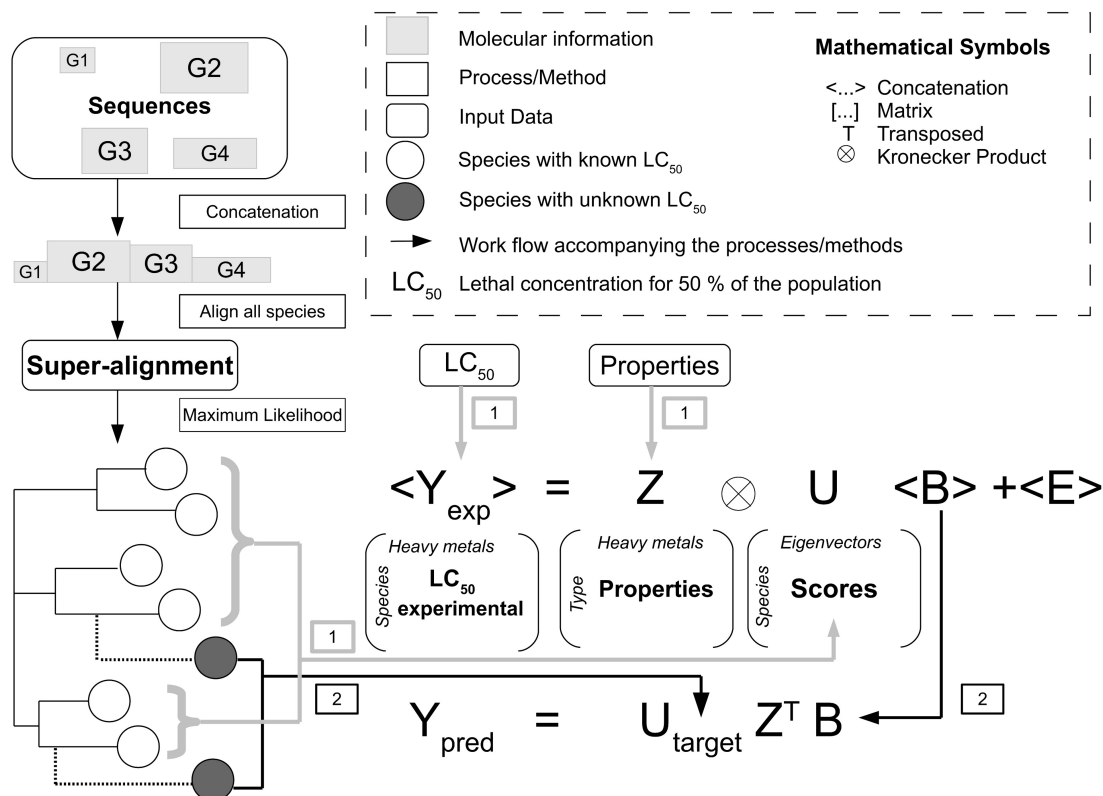 G1
G2
Sequences
G3
G4
Concatenation
G1 G2 G3 G4
Align all species
Super-alignment
Maximum Likelihood
Molecular information
Process/Method
Input Data
Species with known LC50
Species with unknown LC50
Work flow accompanying the processes/methods
LC50 Lethal concentration for 50 % of the population
Mathematical Symbols
<...> Concatenation
[...] Matrix
T Transposed
⊗ Kronecker Product
LC50
Properties
1
1
<Yexp> = Z ⊗ U <B> +<E>
Heavy metals
Species
LC50
experimental
Heavy metals
Type
Properties
Eigenvectors
Species
Scores
1
2
2
Ypred = Utarget ZT B